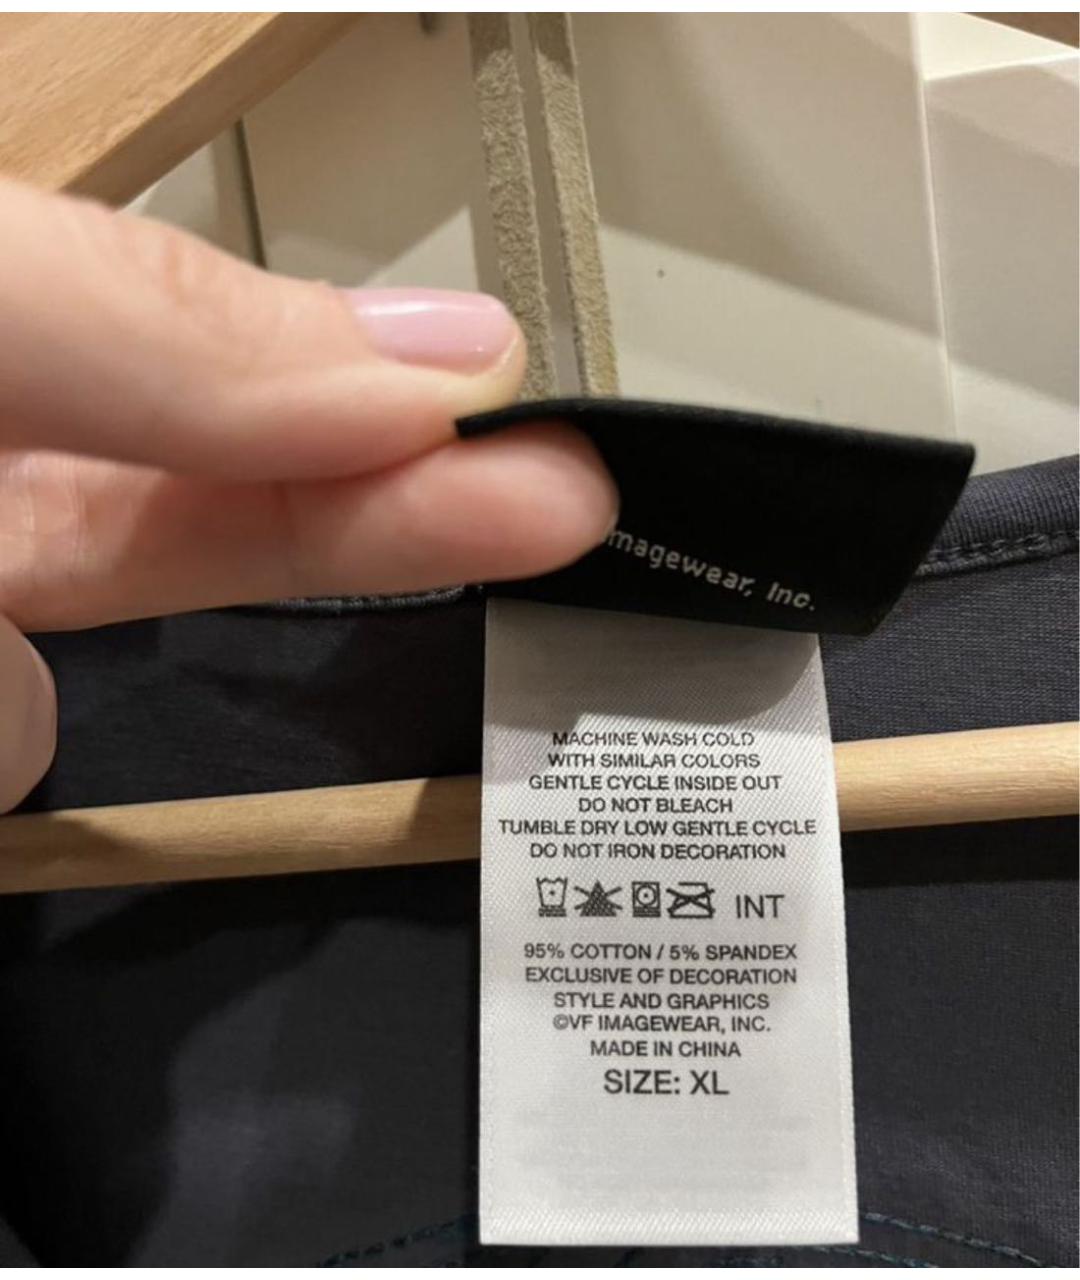 magewear, Inc.
MACHINE WASH COLD
WITH SIMILAR COLORS
GENTLE CYCLE INSIDE OUT
DO NOT BLEACH
TUMBLE DRY LOW GENTLE CYCLE
DO NOT IRON DECORATION
INT
95% COTTON / 5% SPANDEX
EXCLUSIVE OF DECORATION
STYLE AND GRAPHICS
©VF IMAGEWEAR, INC.
MADE IN CHINA
SIZE: XL